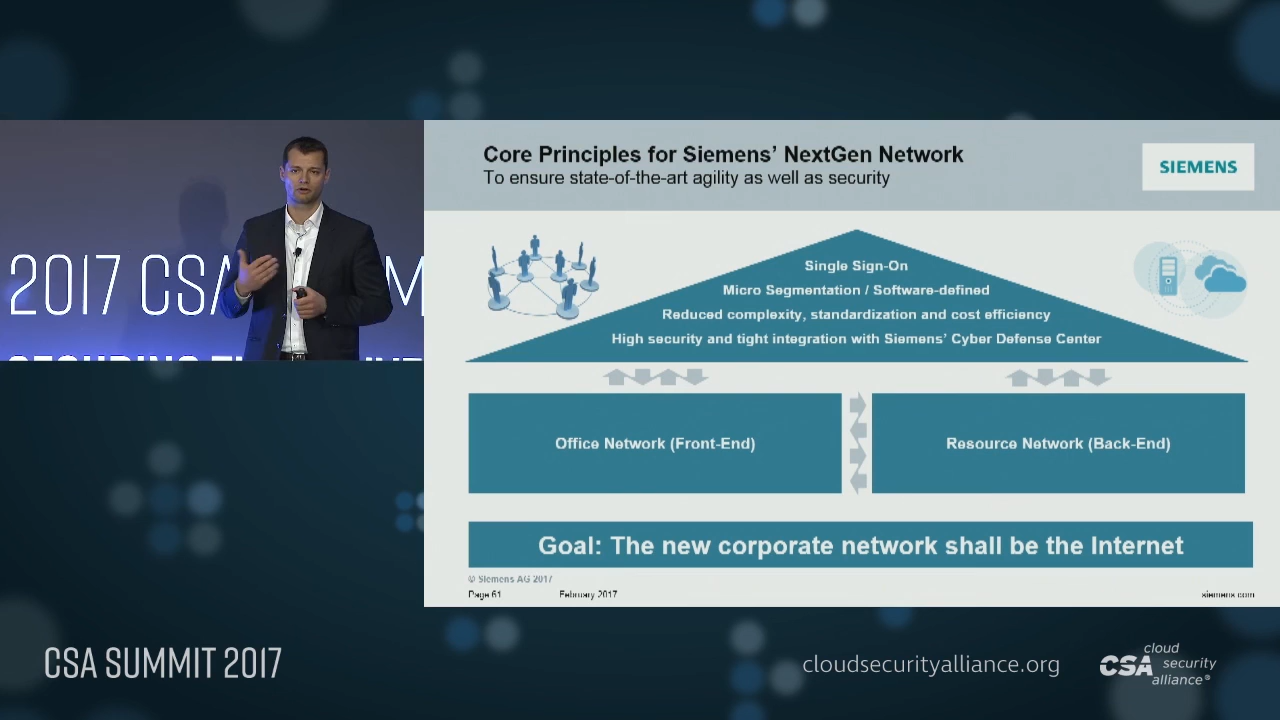 2017 CSA
M
Core Principles for Siemens' NextGen Network
To ensure state-of-the-art agility as well as security
SIEMENS
Single Sign-On
Micro Segmentation / Software-defined
Reduced complexity, standardization and cost efficiency
High security and tight integration with Siemens' Cyber Defense Center
Office Network (Front-End)
Resource Network (Back-End)
Goal: The new corporate network shall be the Internet
© Siemens AG 2017
Page 61 February 2017 siemens.com
CSA SUMMIT 2017
cloudsecurityalliance.org
CSA cloud security alliance®